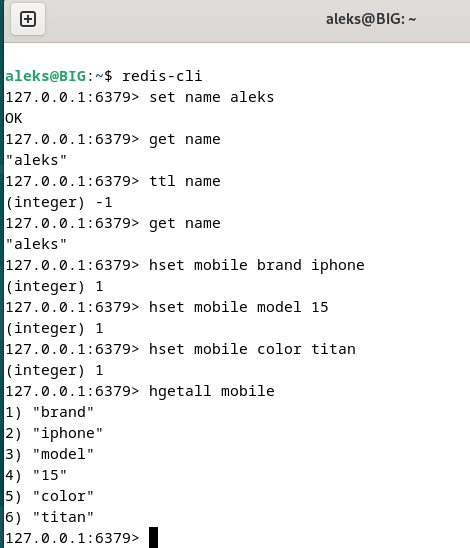 aleks@BIG: ~
aleks@BIG:~$ redis-cli
127.0.0.1:6379> set name aleks
OK
127.0.0.1:6379> get name
"aleks"
127.0.0.1:6379> ttl name
(integer) -1
127.0.0.1:6379> get name
"aleks"
127.0.0.1:6379> hset mobile brand iphone
(integer) 1
127.0.0.1:6379> hset mobile model 15
(integer) 1
127.0.0.1:6379> hset mobile color titan
(integer) 1
127.0.0.1:6379> hgetall mobile
1) "brand"
2) "iphone"
3) "model"
4) "15"
5) "color"
6) "titan"
127.0.0.1:6379>